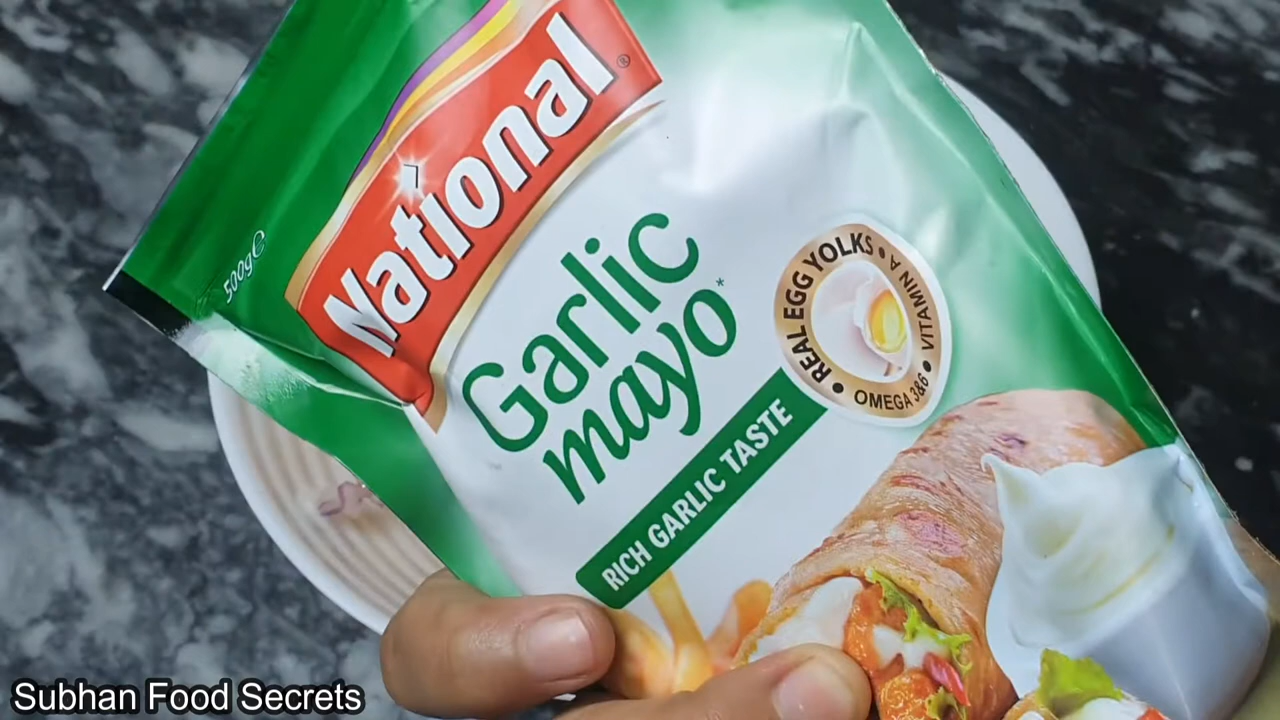 National®
500g℮
Garlic
mayo*
REAL EGG YOLKS • VITAMIN A • OMEGA 3&6 •
RICH GARLIC TASTE
Subhan Food Secrets